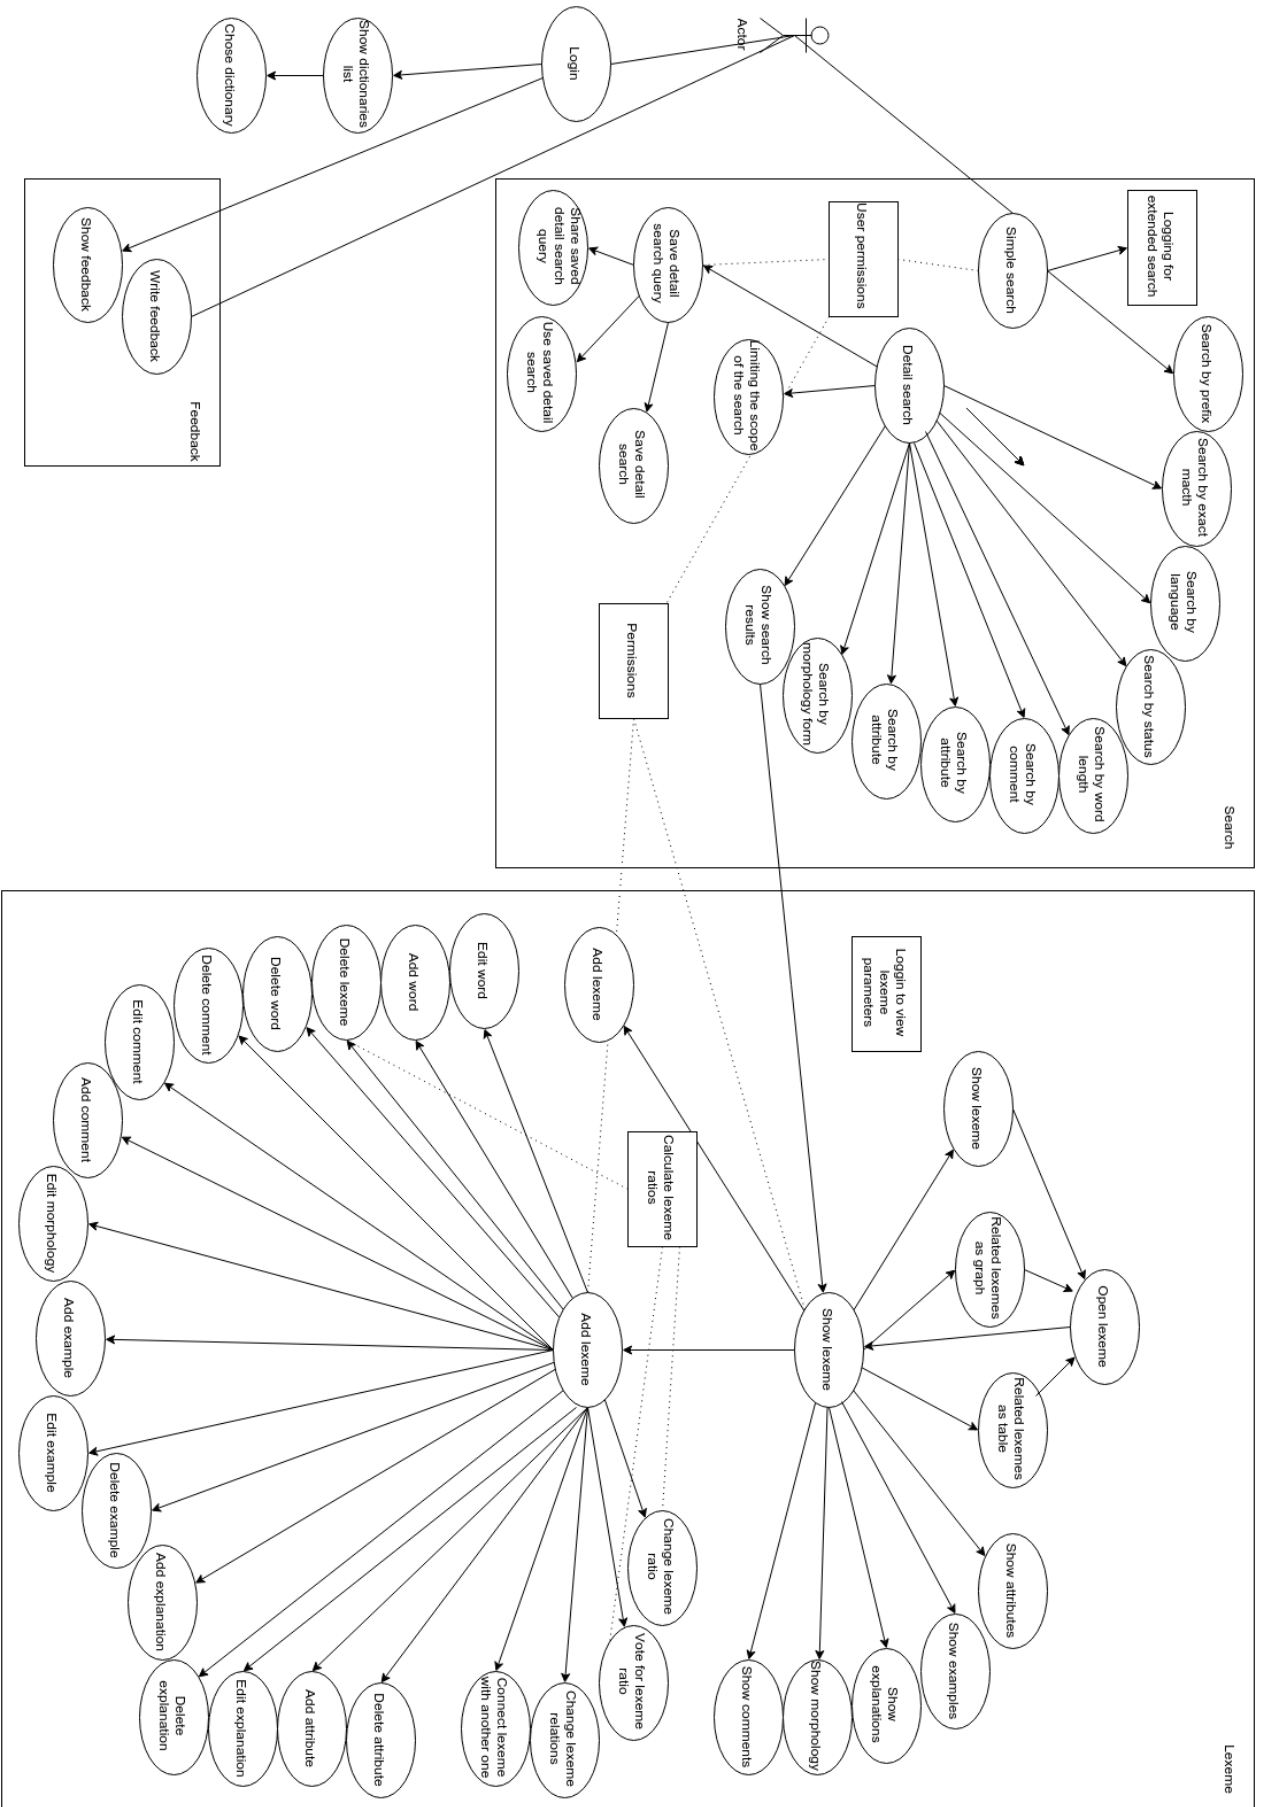 Actor
Login
Show dictionaries
list
Chose dictionary
Search
Logging for
extended search
Simple search
User permissions
Save detail
search query
Share saved
detail search
query
Use saved detail
search
Save detail
search
Limiting the scope
of the search
Detail search
Search by prefix
Search by exact
macth
Search by
language
Search by status
Search by word
length
Search by
comment
Search by
attribute
Search by
attribute
Search by
morphology form
Show search
results
Permissions
Feedback
Show feedback
Write feedback
Lexeme
Loggin to view
lexeme
parameters
Show lexeme
Related lexemes
as graph
Open lexeme
Related lexemes
as table
Show lexeme
Show attributes
Show examples
Show
explanations
Show morphology
Show comments
Add lexeme
Calculate lexeme
ratios
Add lexeme
Edit word
Add word
Delete lexeme
Delete word
Delete comment
Edit comment
Add comment
Edit morphology
Add example
Edit example
Delete example
Add explanation
Delete
explanation
Edit explanation
Add attribute
Delete attribute
Connect lexeme
with another one
Change lexeme
relations
Vote for lexeme
ratio
Change lexeme
ratio